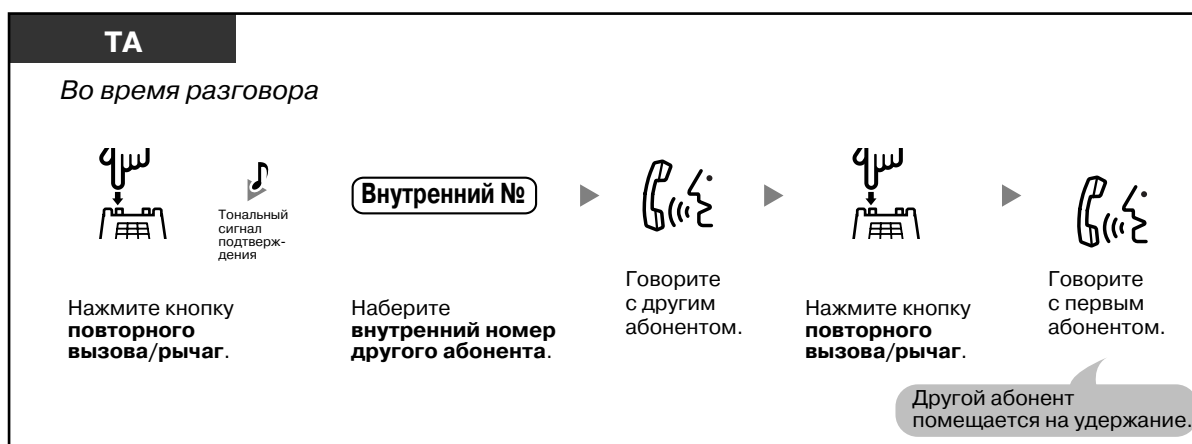 ТА
Во время разговора
Тональный
сигнал
подтверж-
дения
Внутренний №
Нажмите кнопку
повторного
вызова/рычаг.
Наберите
внутренний номер
другого абонента.
Говорите
с другим
абонентом.
Нажмите кнопку
повторного
вызова/рычаг.
Говорите
с первым
абонентом.
Другой абонент
помещается на удержание.